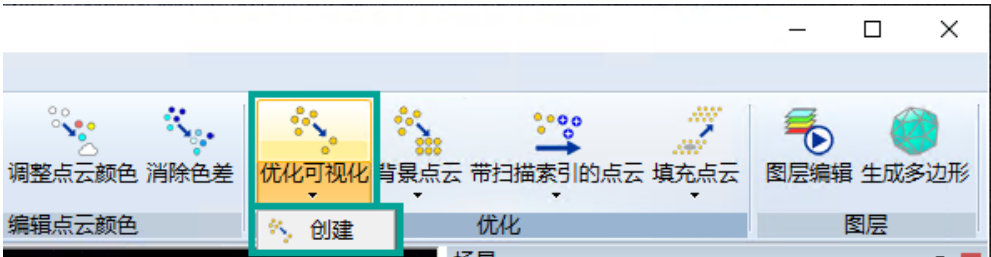 调整点云颜色 消除色差 优化可视化 背景点云 带扫描索引的点云 填充点云 图层编辑 生成多边形
编辑点云颜色 创建 优化 图层
场景